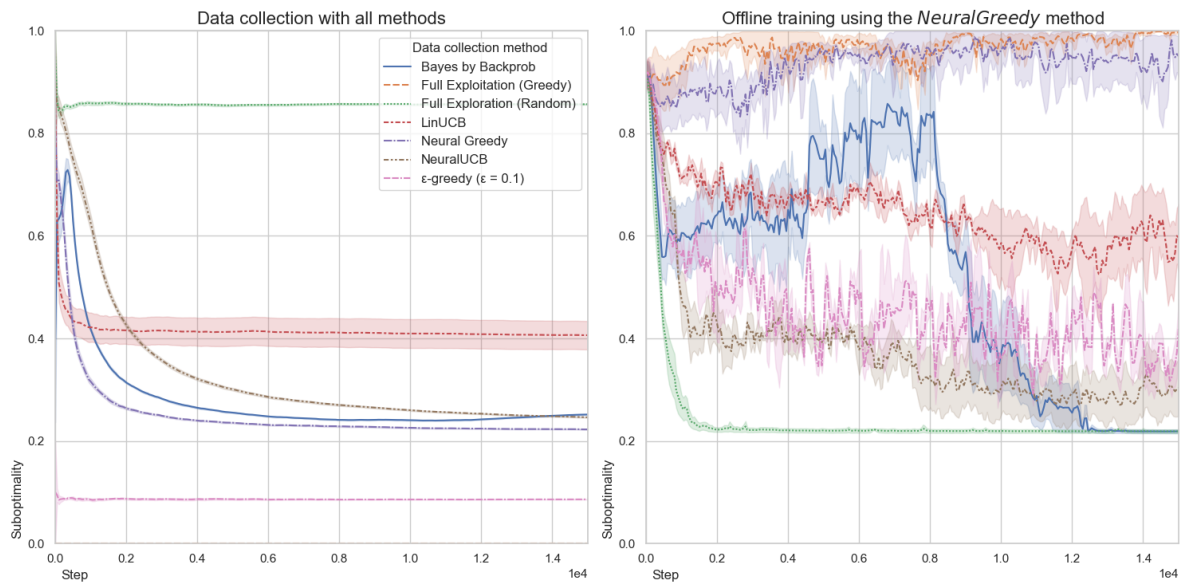 Data collection with all methods
1.0
0.8
0.6
0.4
0.2
0.0
Suboptimality
Data collection method
Bayes by Backprob
Full Exploitation (Greedy)
Full Exploration (Random)
LinUCB
Neural Greedy
NeuralUCB
ε-greedy (ε = 0.1)
0.0 0.2 0.4 0.6 0.8 1.0 1.2 1.4
Step 1e4
Offline training using the NeuralGreedy method
1.0
0.8
0.6
0.4
0.2
0.0
Suboptimality
0.0 0.2 0.4 0.6 0.8 1.0 1.2 1.4
Step 1e4